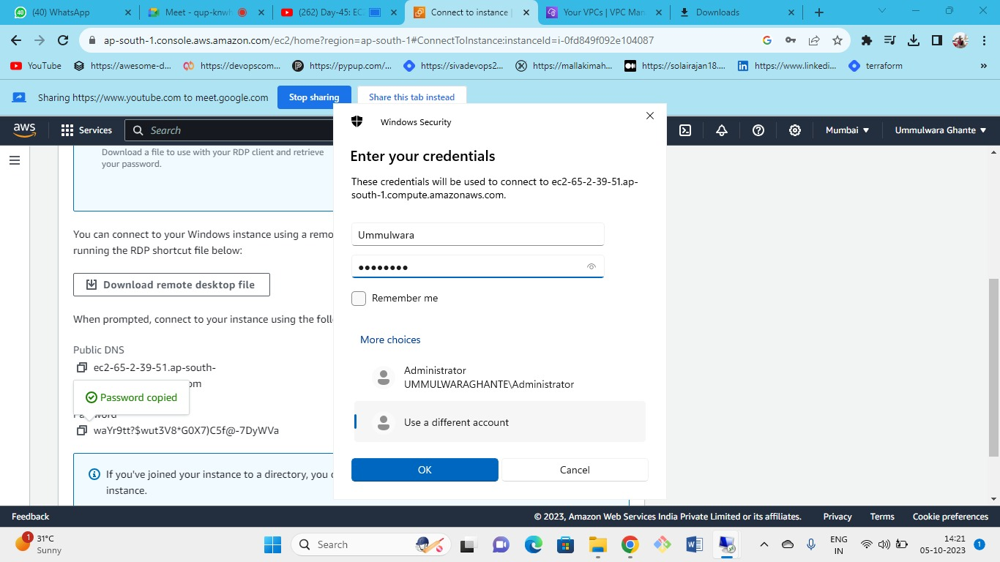 (40) WhatsApp
Meet - qup-knwh
(262) Day-45: EC2
Connect to instance |
Your VPCs | VPC Man
Downloads
ap-south-1.console.aws.amazon.com/ec2/home?region=ap-south-1#ConnectToInstance:instanceId=i-0fd849f092e104087
YouTube
https://awesome-d...
https://devopscom...
https://pypup.com/...
https://sivadevops2...
https://mallakimah...
https://solairajan18....
https://www.linkedi...
terraform
Sharing https://www.youtube.com to meet.google.com
Stop sharing
Share this tab instead
aws
Services
Search
Mumbai
Ummulwara Ghante
Download a file to use with your RDP client and retrieve
your password.
You can connect to your Windows instance using a remo
running the RDP shortcut file below:
Download remote desktop file
When prompted, connect to your instance using the foll
Public DNS
ec2-65-2-39-51.ap-south-
om
Password copied
Password
waYr9tt?$wut3V8*G0X7)C5f@-7DyWVa
If you've joined your instance to a directory, you c
instance.
Windows Security
Enter your credentials
These credentials will be used to connect to ec2-65-2-39-51.ap-
south-1.compute.amazonaws.com.
Ummulwara
••••••••
Remember me
More choices
Administrator
UMMULWARAGHANTE\Administrator
Use a different account
OK
Cancel
Feedback
© 2023, Amazon Web Services India Private Limited or its affiliates.
Privacy
Terms
Cookie preferences
1
31°C
Sunny
Search
ENG
IN
14:21
05-10-2023
1